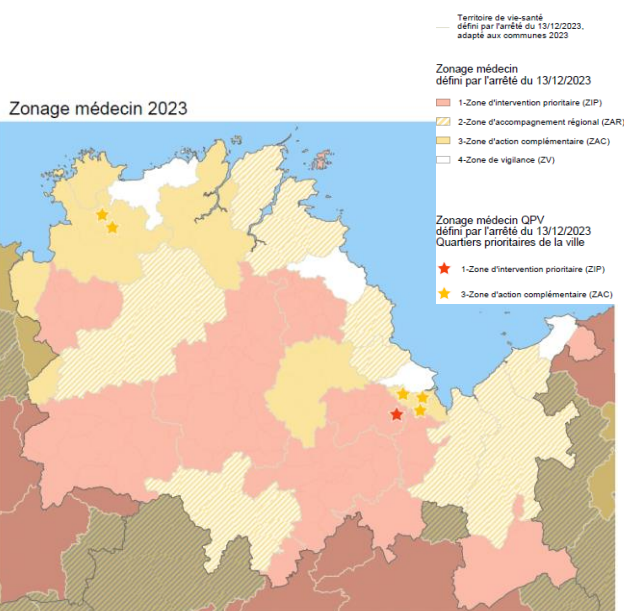 Territoire de vie-santé
défini par l'arrêté du 13/12/2023,
adapté aux communes 2023
Zonage médecin
défini par l'arrêté du 13/12/2023
1-Zone d'intervention prioritaire (ZIP)
2-Zone d'accompagnement régional (ZAR)
3-Zone d'action complémentaire (ZAC)
4-Zone de vigilance (ZV)
Zonage médecin 2023
Zonage médecin QPV
défini par l'arrêté du 13/12/2023
Quartiers prioritaires de la ville
1-Zone d'intervention prioritaire (ZIP)
3-Zone d'action complémentaire (ZAC)